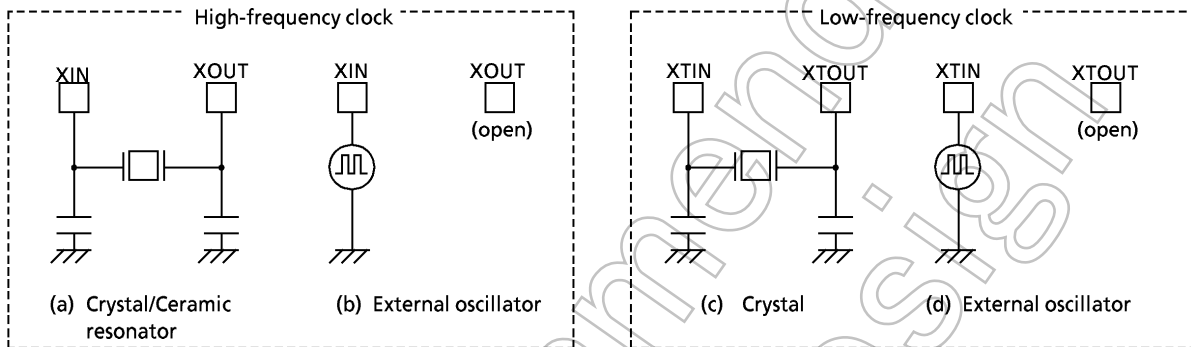 High-frequency clock
Low-frequency clock
XIN
XOUT
XIN
XOUT
(open)
XTIN
XTOUT
XTIN
XTOUT
(open)
(a) Crystal/Ceramic
resonator
(b) External oscillator
(c) Crystal
(d) External oscillator